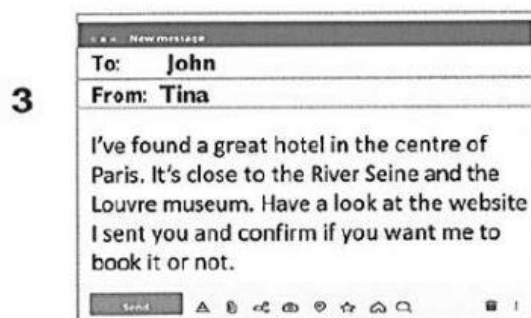 New message
To: John
3
From: Tina
I've found a great hotel in the centre of
Paris. It's close to the River Seine and the
Louvre museum. Have a look at the website
I sent you and confirm if you want me to
book it or not.
Send